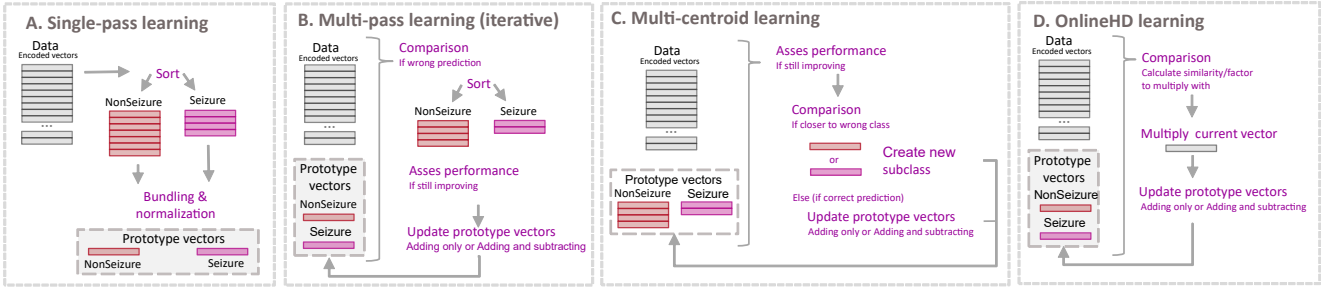 A. Single-pass learning
Data
Encoded vectors
Sort
NonSeizure
Seizure
...
Bundling &
normalization
Prototype vectors
NonSeizure
Seizure
B. Multi-pass learning (iterative)
Data
Encoded vectors
...
Prototype
vectors
NonSeizure
Seizure
Comparison
If wrong prediction
Sort
NonSeizure
Seizure
Asses performance
If still improving
Update prototype vectors
Adding only or Adding and subtracting
C. Multi-centroid learning
Data
Encoded vectors
...
Prototype vectors
NonSeizure
Seizure
Asses performance
If still improving
Comparison
If closer to wrong class
or
Create new
subclass
Else (if correct prediction)
Update prototype vectors
Adding only or Adding and subtracting
D. OnlineHD learning
Data
Encoded vectors
...
Prototype
vectors
NonSeizure
Seizure
Comparison
Calculate similarity/factor
to multiply with
Multiply current vector
Update prototype vectors
Adding only or Adding and subtracting